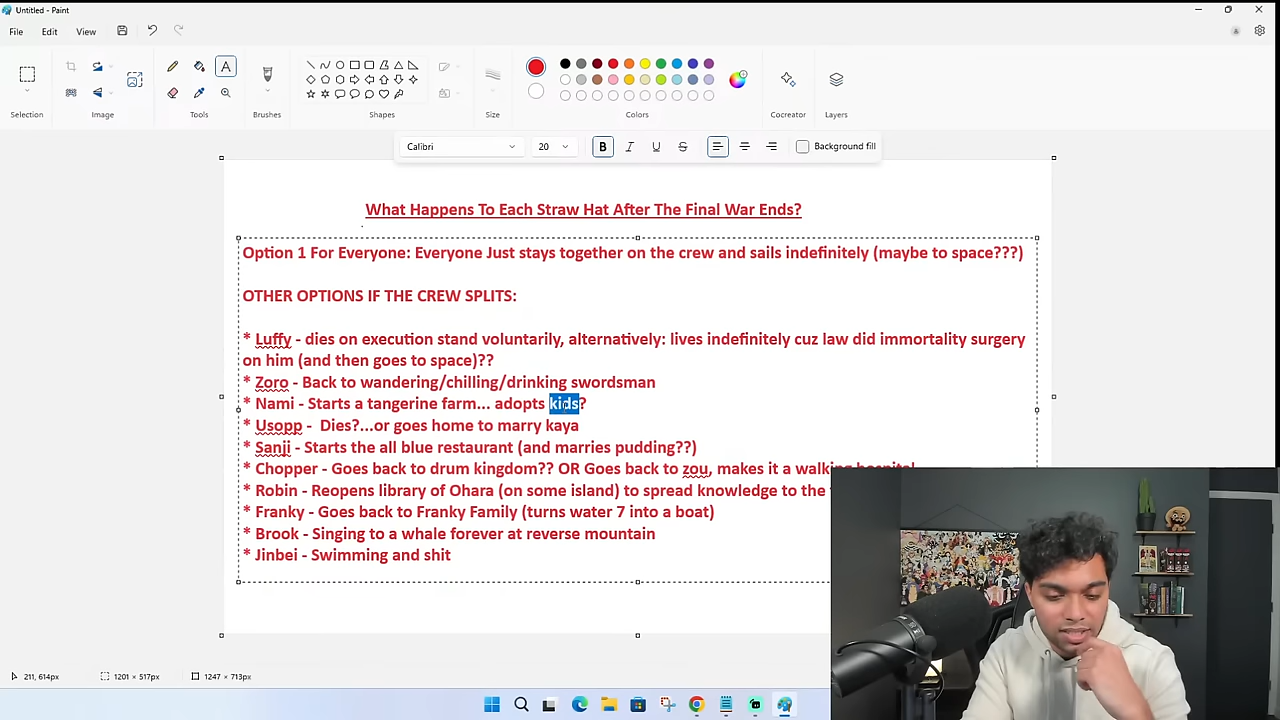 Untitled - Paint
File Edit View
Selection
Image
Tools
Brushes
Shapes
Size
Colors
Cocreator
Layers
Calibri
20
B
I
U
S
Background fill
What Happens To Each Straw Hat After The Final War Ends?
Option 1 For Everyone: Everyone Just stays together on the crew and sails indefinitely (maybe to space???)
OTHER OPTIONS IF THE CREW SPLITS:
* Luffy - dies on execution stand voluntarily, alternatively: lives indefinitely cuz law did immortality surgery
on him (and then goes to space)??
* Zoro - Back to wandering/chilling/drinking swordsman
* Nami - Starts a tangerine farm... adopts kids?
* Usopp - Dies?...or goes home to marry kaya
* Sanji - Starts the all blue restaurant (and marries pudding??)
* Chopper - Goes back to drum kingdom?? OR Goes back to zou, makes it a walking hospital
* Robin - Reopens library of Ohara (on some island) to spread knowledge to the
* Franky - Goes back to Franky Family (turns water 7 into a boat)
* Brook - Singing to a whale forever at reverse mountain
* Jinbei - Swimming and shit
211, 614px
1201 × 517px
1247 × 713px